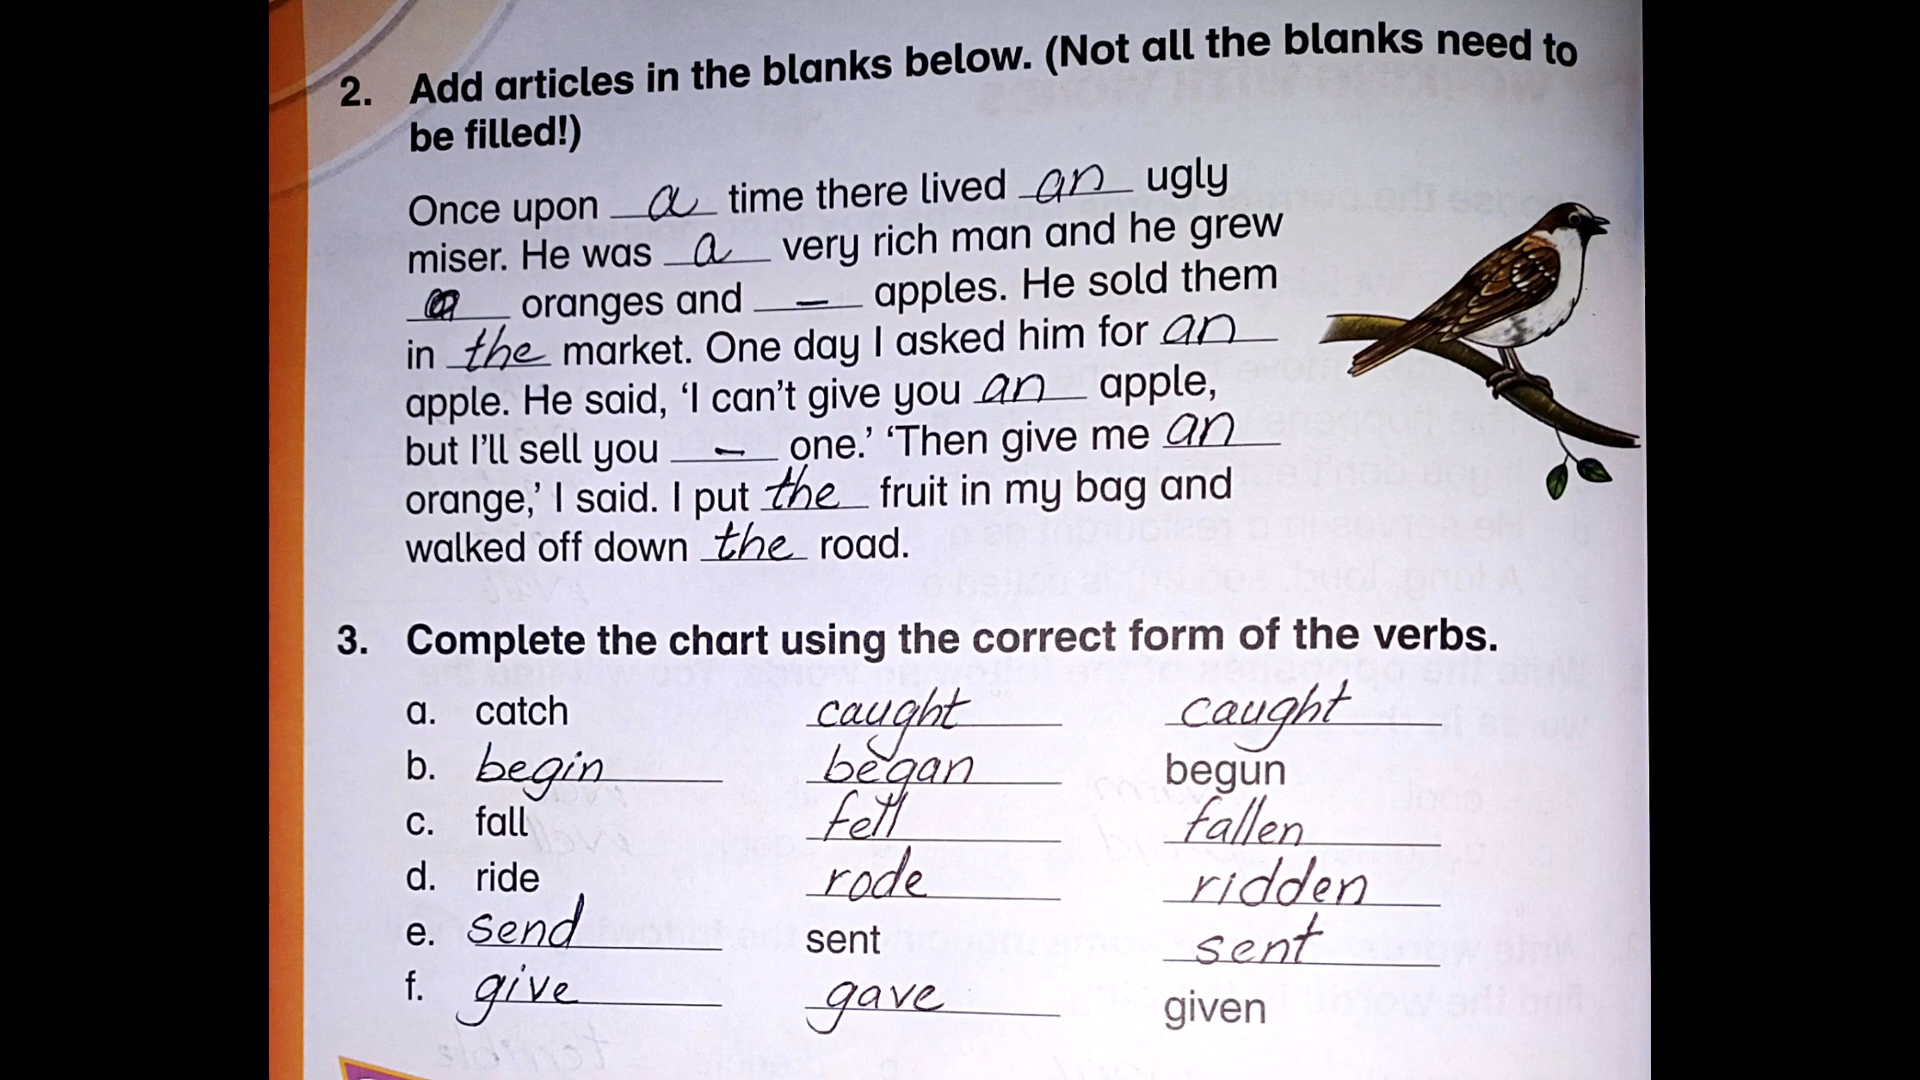 2. Add articles in the blanks below. (Not all the blanks need to
be filled!)
Once upon a time there lived an ugly
miser. He was a very rich man and he grew
oranges and – apples. He sold them
in the market. One day I asked him for an
apple. He said, ‘I can’t give you an apple,
but I’ll sell you – one.’ ‘Then give me an
orange,’ I said. I put the fruit in my bag and
walked off down the road.
3. Complete the chart using the correct form of the verbs.
a. catch caught caught
b. begin began begun
c. fall fell fallen
d. ride rode ridden
e. send sent sent
f. give gave given